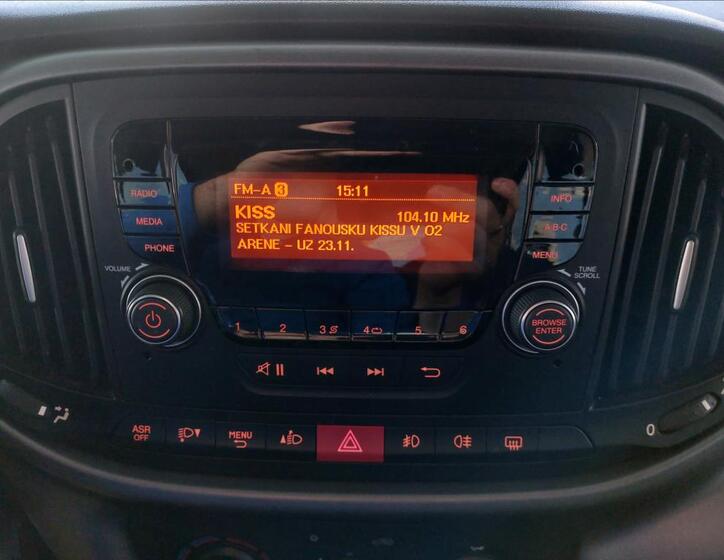 FM-A 3 15:11
KISS 104.10 MHz
SETKANI FANOUSKU KISSU V O2
ARENE - UZ 23.11.
RADIO
MEDIA
PHONE
INFO
A·B·C
MENU
VOLUME
TUNE
SCROLL
BROWSE
ENTER
1 2 3 4 5 6
ASR
OFF
MENU
0